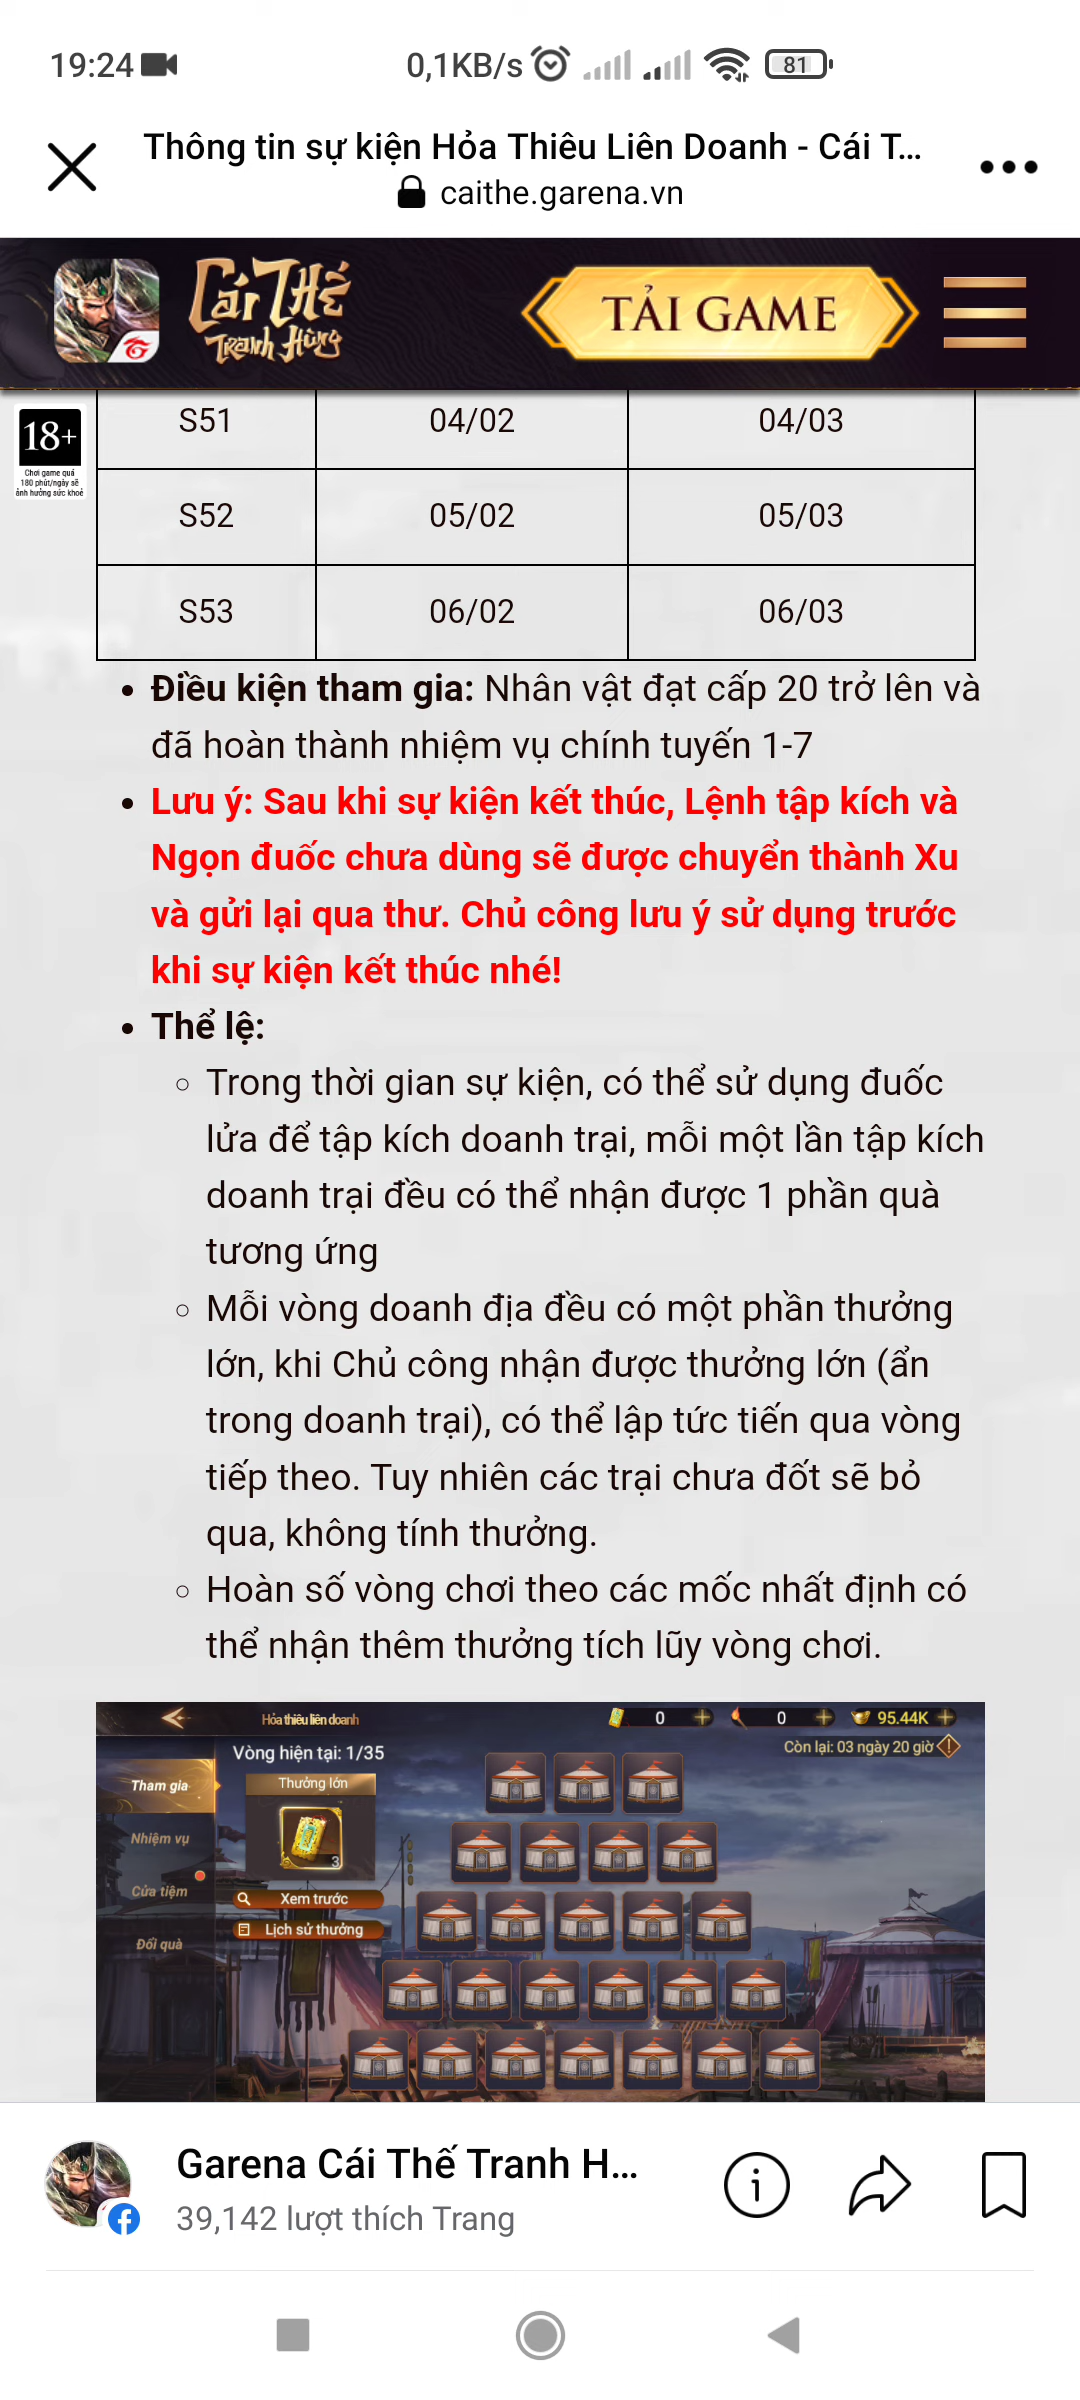 19:24 0,1KB/s 81
Thông tin sự kiện Hỏa Thiêu Liên Doanh - Cái T...
caithe.garena.vn
Cái Thế
Tranh Hùng
TẢI GAME
18+
Chơi game quá
180 phút/ngày sẽ
ảnh hưởng sức khoẻ
S51 04/02 04/03
S52 05/02 05/03
S53 06/02 06/03
• Điều kiện tham gia: Nhân vật đạt cấp 20 trở lên và
đã hoàn thành nhiệm vụ chính tuyến 1-7
• Lưu ý: Sau khi sự kiện kết thúc, Lệnh tập kích và
Ngọn đuốc chưa dùng sẽ được chuyển thành Xu
và gửi lại qua thư. Chủ công lưu ý sử dụng trước
khi sự kiện kết thúc nhé!
• Thể lệ:
○ Trong thời gian sự kiện, có thể sử dụng đuốc
lửa để tập kích doanh trại, mỗi một lần tập kích
doanh trại đều có thể nhận được 1 phần quà
tương ứng
○ Mỗi vòng doanh địa đều có một phần thưởng
lớn, khi Chủ công nhận được thưởng lớn (ẩn
trong doanh trại), có thể lập tức tiến qua vòng
tiếp theo. Tuy nhiên các trại chưa đốt sẽ bỏ
qua, không tính thưởng.
○ Hoàn số vòng chơi theo các mốc nhất định có
thể nhận thêm thưởng tích lũy vòng chơi.
Hỏa thiêu liên doanh 0 + 0 + 95.44K +
Còn lại: 03 ngày 20 giờ
Vòng hiện tại: 1/35
Tham gia
Thưởng lớn
3
Nhiệm vụ
Cửa tiệm
Xem trước
Lịch sử thưởng
Đổi quà
Garena Cái Thế Tranh H...
39,142 lượt thích Trang